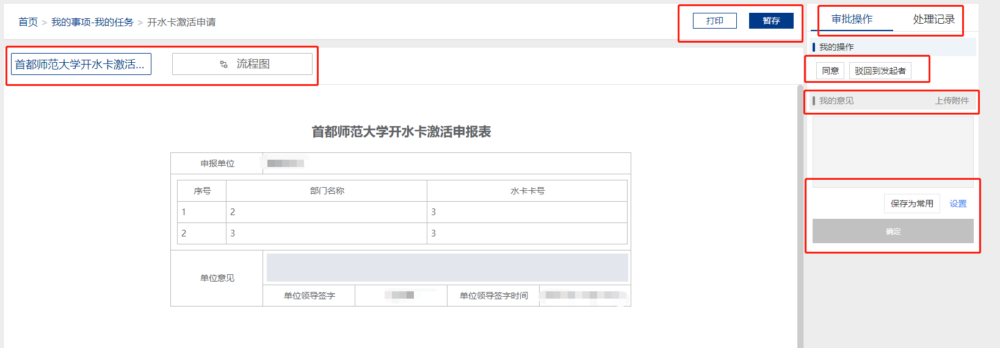 首页 > 我的事项-我的任务 > 开水卡激活申请
打印
暂存
首都师范大学开水卡激活...
流程图
首都师范大学开水卡激活申报表
申报单位
序号 部门名称 水卡卡号
1 2 3
2 3 3
单位意见
单位领导签字 单位领导签字时间
审批操作 处理记录
我的操作
同意 驳回到发起者
我的意见 上传附件
保存为常用 设置
确定